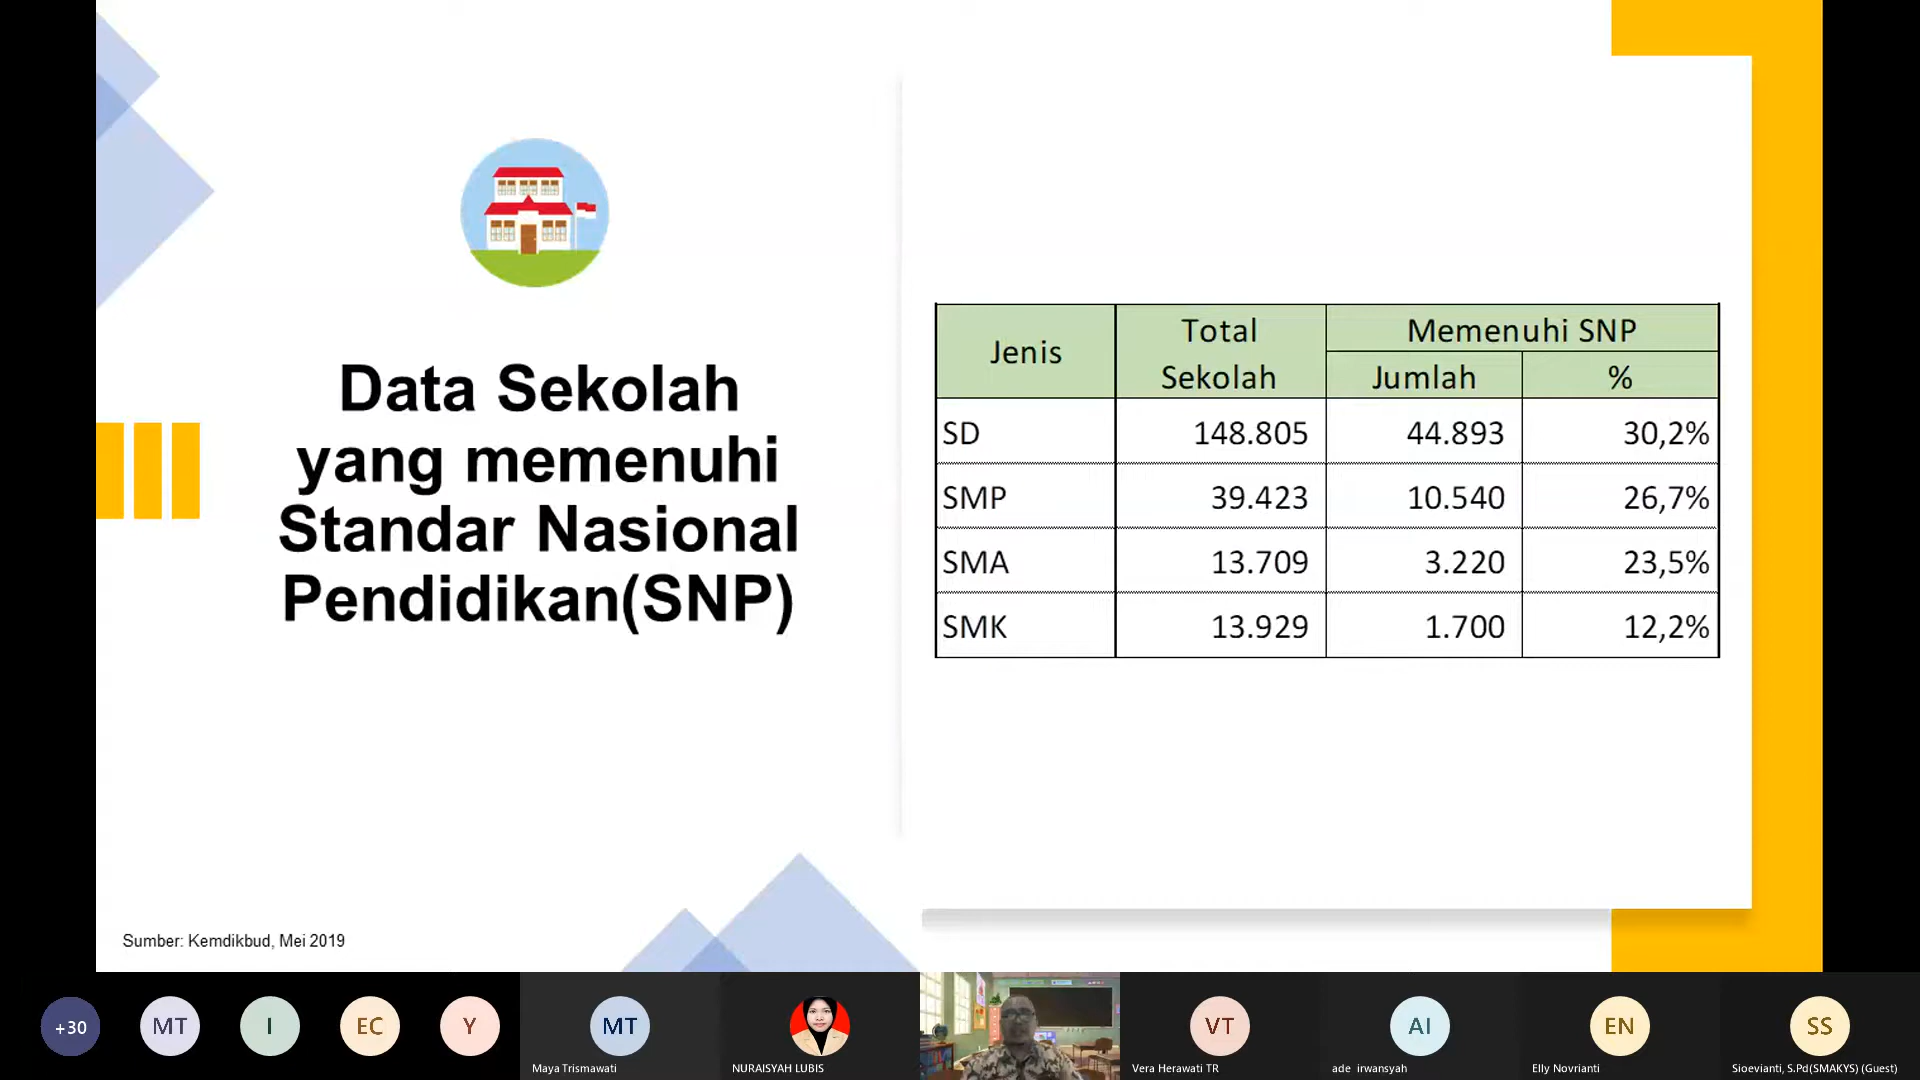 Data Sekolah
yang memenuhi
Standar Nasional
Pendidikan(SNP)
Jenis
Total
Sekolah
Memenuhi SNP
Jumlah
%
SD 148.805 44.893 30,2%
SMP 39.423 10.540 26,7%
SMA 13.709 3.220 23,5%
SMK 13.929 1.700 12,2%
Sumber: Kemdikbud, Mei 2019
+30
MT
I
EC
Y
MT
Maya Trismawati
NURAISYAH LUBIS
VT
Vera Herawati TR
AI
ade irwansyah
EN
Elly Novrianti
SS
Sioevianti, S.Pd(SMAKYS) (Guest)